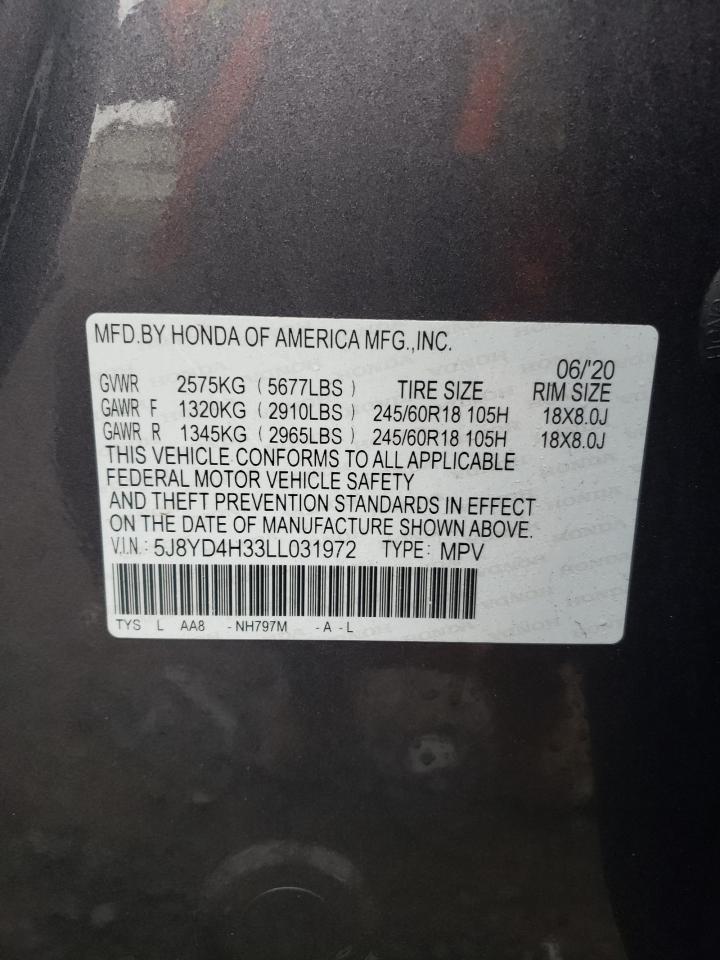 MFD.BY HONDA OF AMERICA MFG.,INC.
06/'20
GVWR 2575KG (5677LBS) TIRE SIZE RIM SIZE
GAWR F 1320KG (2910LBS) 245/60R18 105H 18X8.0J
GAWR R 1345KG (2965LBS) 245/60R18 105H 18X8.0J
THIS VEHICLE CONFORMS TO ALL APPLICABLE
FEDERAL MOTOR VEHICLE SAFETY
AND THEFT PREVENTION STANDARDS IN EFFECT
ON THE DATE OF MANUFACTURE SHOWN ABOVE.
V.I.N.: 5J8YD4H33LL031972 TYPE: MPV
TYS L AA8 -NH797M -A -L